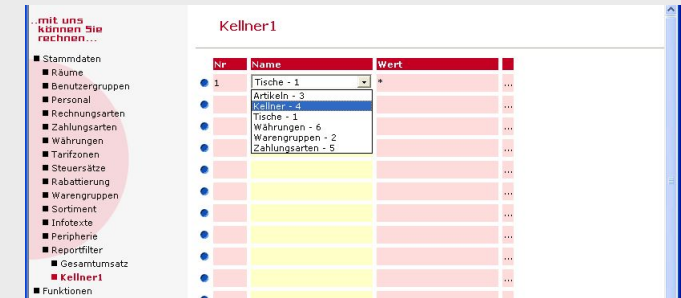 ..mit uns
können Sie
rechnen...
Kellner1
Stammdaten
Räume
Benutzergruppen
Personal
Rechnungsarten
Zahlungsarten
Währungen
Tarifzonen
Steuersätze
Rabattierung
Warengruppen
Sortiment
Infotexte
Peripherie
Reportfilter
Gesamtumsatz
Kellner1
Funktionen
Nr Name Wert
1 Tische - 1 * ...
Artikeln - 3
Kellner - 4 ...
Tische - 1
Währungen - 6 ...
Warengruppen - 2
Zahlungsarten - 5 ...
...
...
...
...
...
...